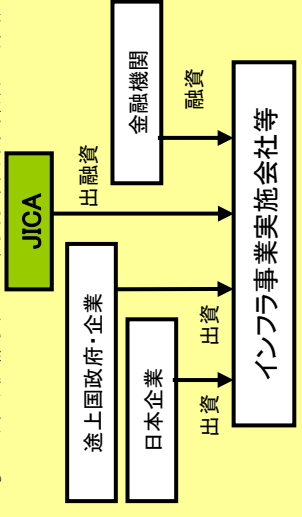 JICA
出融資
途上国政府・企業
金融機関
日本企業
出資
出資
融資
インフラ事業実施会社等